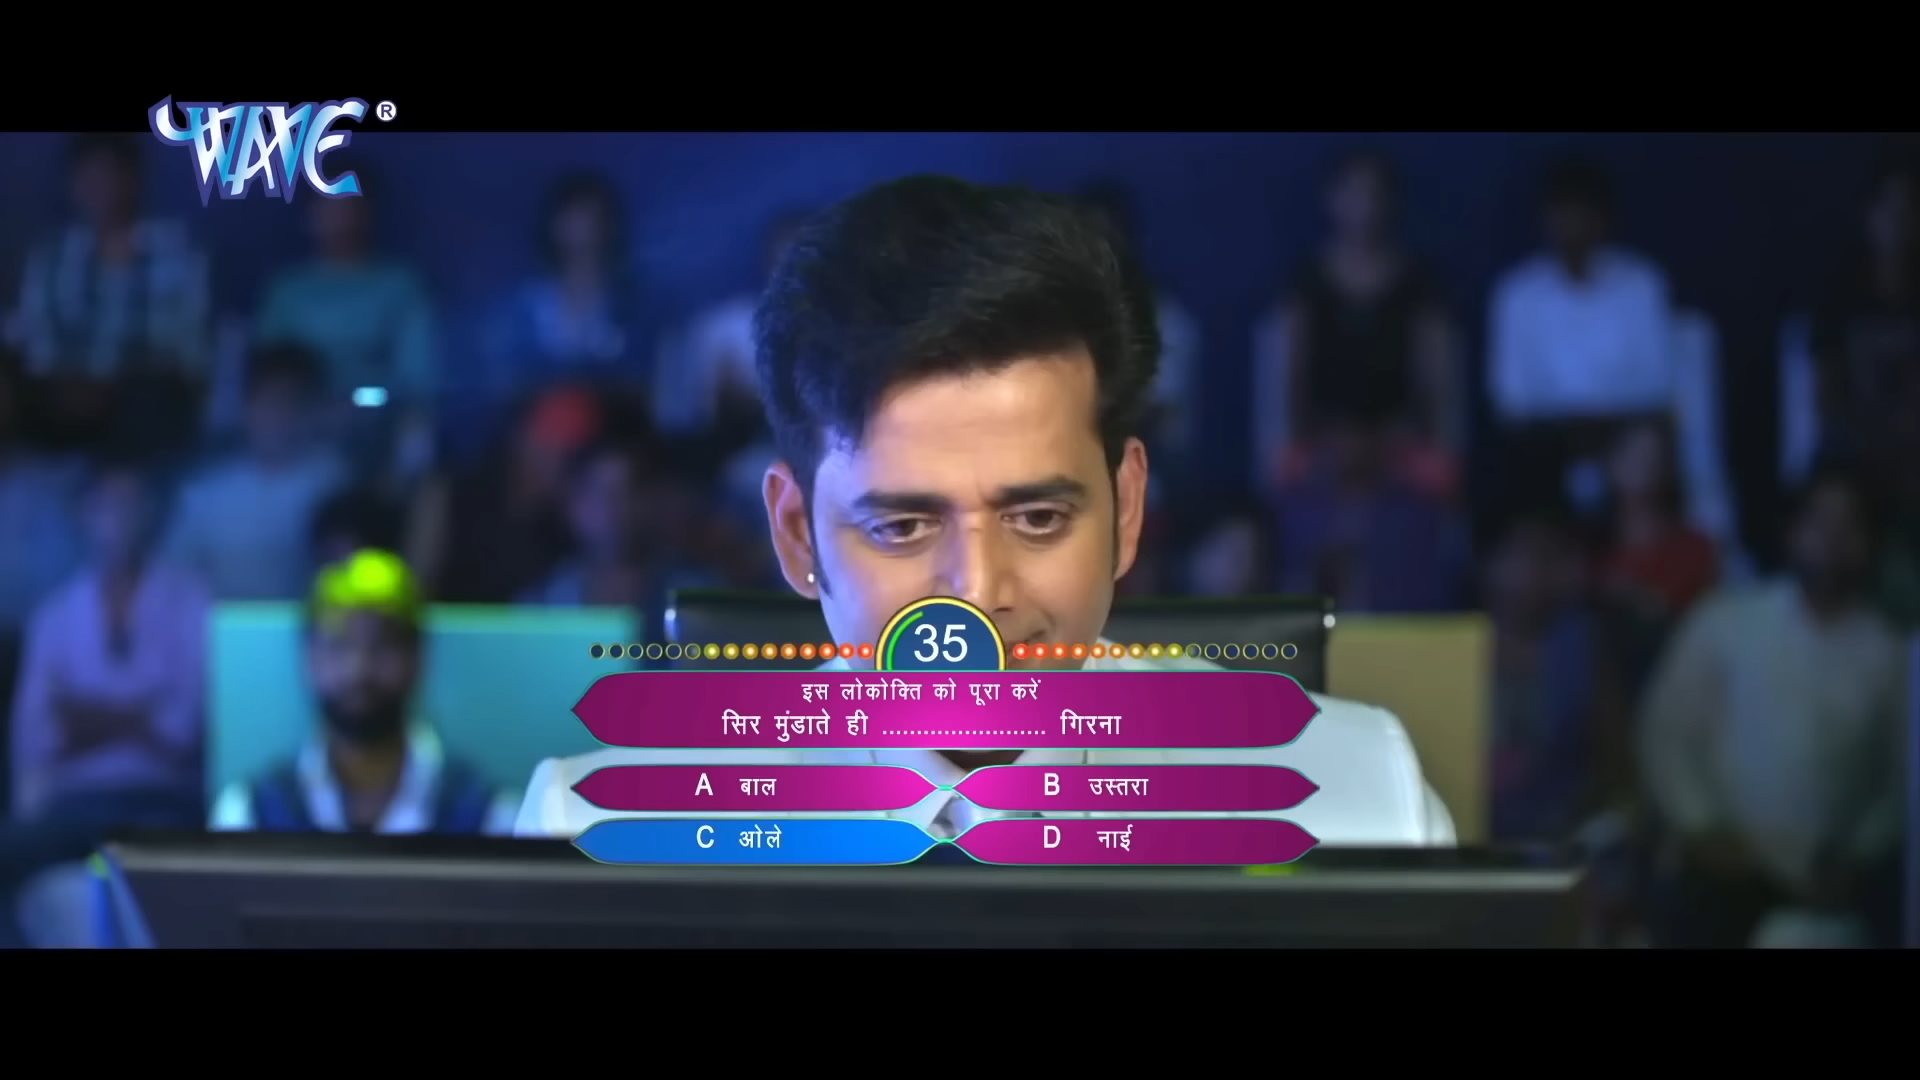 WAVE ®
35
इस लोकोक्ति को पूरा करें
सिर मुंडाते ही ........................ गिरना
A बाल
B उस्तरा
C ओले
D नाई